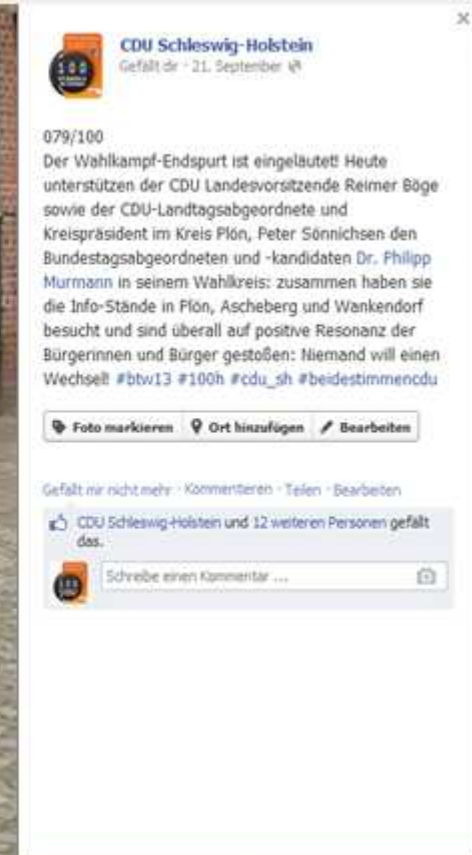 CDU Schleswig-Holstein
Gefällt dir · 21. September
079/100
Der Wahlkampf-Endspurt ist eingeläutet! Heute
unterstützen der CDU Landesvorsitzende Reimer Böge
sowie der CDU-Landtagsabgeordnete und
Kreispräsident im Kreis Plön, Peter Sönnichsen den
Bundestagsabgeordneten und -kandidaten Dr. Philipp
Murmann in seinem Wahlkreis: zusammen haben sie
die Info-Stände in Plön, Ascheberg und Wankendorf
besucht und sind überall auf positive Resonanz der
Bürgerinnen und Bürger gestoßen: Niemand will einen
Wechsel! #btw13 #100h #cdu_sh #beidestimmencdu
Foto markieren Ort hinzufügen Bearbeiten
Gefällt mir nicht mehr · Kommentieren · Teilen · Bearbeiten
CDU Schleswig-Holstein und 12 weiteren Personen gefällt
das.
Schreibe einen Kommentar ...